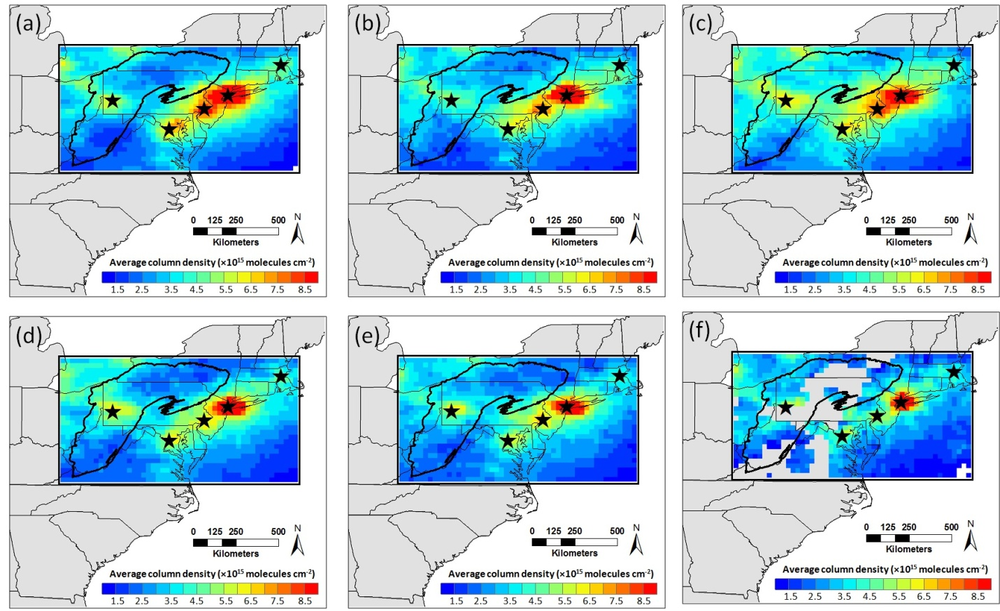 (a)
N
0 125 250 500
Kilometers
Average column density (×10¹⁵ molecules cm⁻²)
1.5 2.5 3.5 4.5 5.5 6.5 7.5 8.5
(b)
N
0 125 250 500
Kilometers
Average column density (×10¹⁵ molecules cm⁻²)
1.5 2.5 3.5 4.5 5.5 6.5 7.5 8.5
(c)
N
0 125 250 500
Kilometers
Average column density (×10¹⁵ molecules cm⁻²)
1.5 2.5 3.5 4.5 5.5 6.5 7.5 8.5
(d)
N
0 125 250 500
Kilometers
Average column density (×10¹⁵ molecules cm⁻²)
1.5 2.5 3.5 4.5 5.5 6.5 7.5 8.5
(e)
N
0 125 250 500
Kilometers
Average column density (×10¹⁵ molecules cm⁻²)
1.5 2.5 3.5 4.5 5.5 6.5 7.5 8.5
(f)
N
0 125 250 500
Kilometers
Average column density (×10¹⁵ molecules cm⁻²)
1.5 2.5 3.5 4.5 5.5 6.5 7.5 8.5